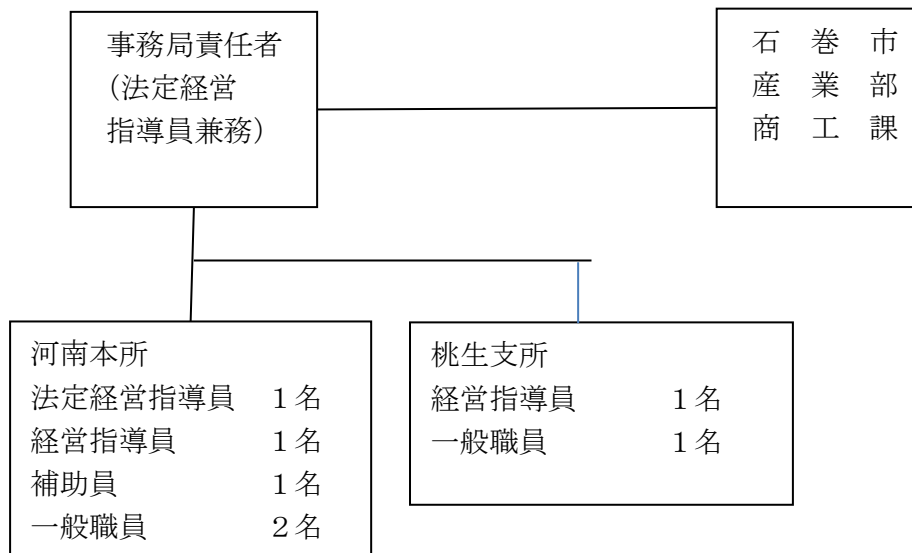 事務局責任者
(法定経営
指導員兼務)
石　巻　市
産　業　部
商　工　課
河南本所
法定経営指導員　１名
経営指導員　　　１名
補助員　　　　　１名
一般職員　　　　２名
桃生支所
経営指導員　　　１名
一般職員　　　　１名